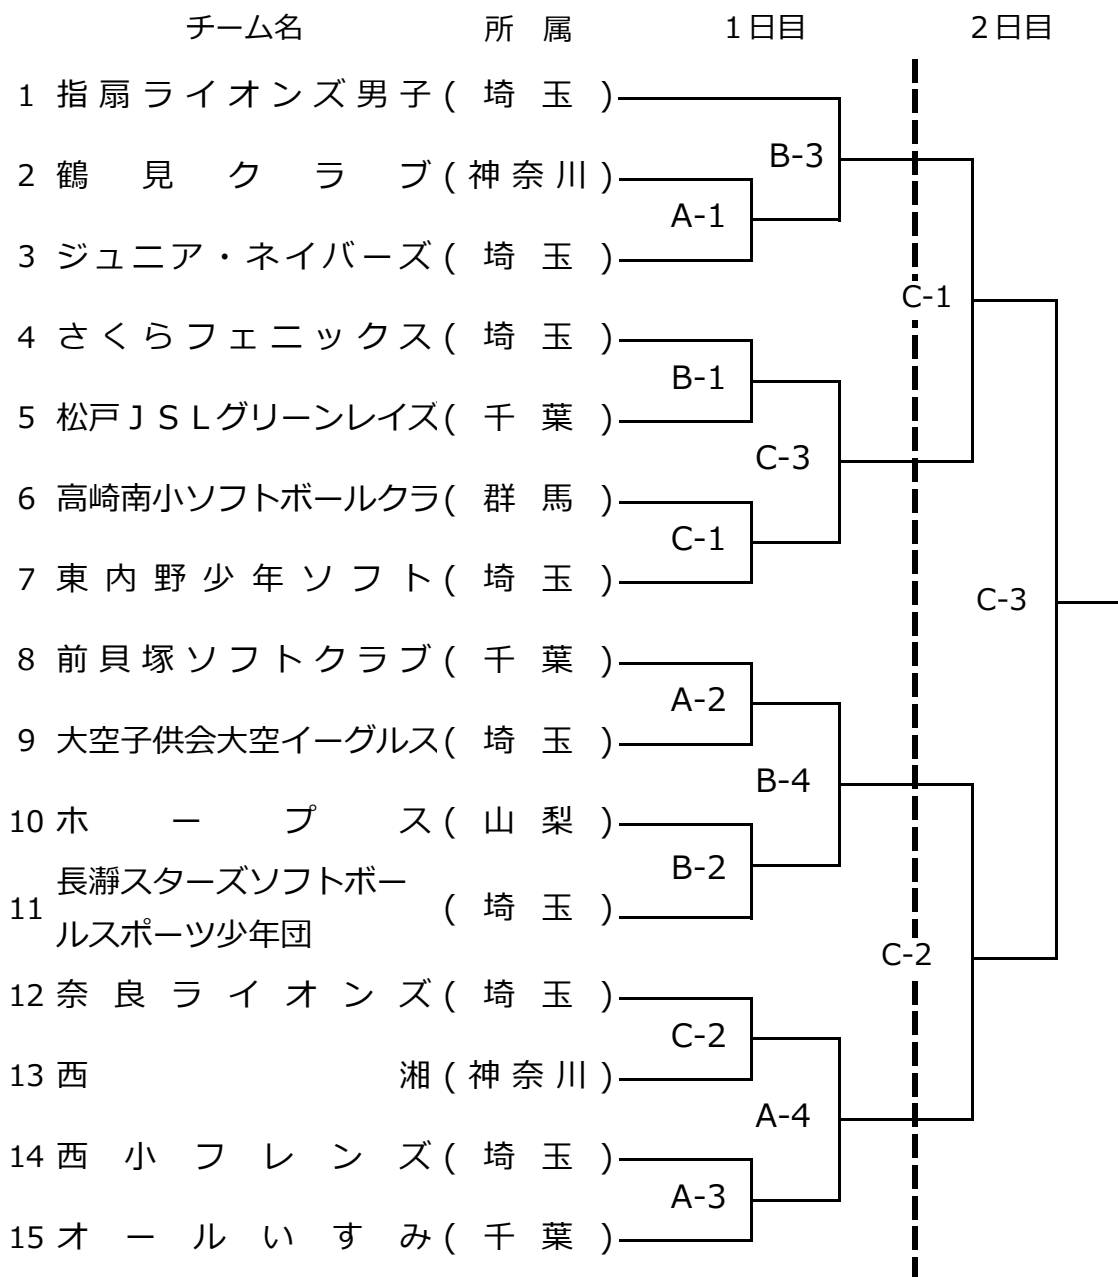 チーム名 所属 1日目 2日目
1 指扇ライオンズ男子(埼玉)
B-3
2 鶴見クラブ(神奈川)
A-1
3 ジュニア・ネイバーズ(埼玉)
C-1
4 さくらフェニックス(埼玉)
B-1
5 松戸JSLグリーンレイズ(千葉)
C-3
6 高崎南小ソフトボールクラ(群馬)
C-1
7 東内野少年ソフト(埼玉)
C-3
8 前貝塚ソフトクラブ(千葉)
A-2
9 大空子供会大空イーグルス(埼玉)
B-4
10 ホープス(山梨)
B-2
11 長瀞スターズソフトボー
ルスポーツ少年団 (埼玉)
C-2
12 奈良ライオンズ(埼玉)
C-2
13 西湘(神奈川)
A-4
14 西小フレンズ(埼玉)
A-3
15 オールいすみ(千葉)